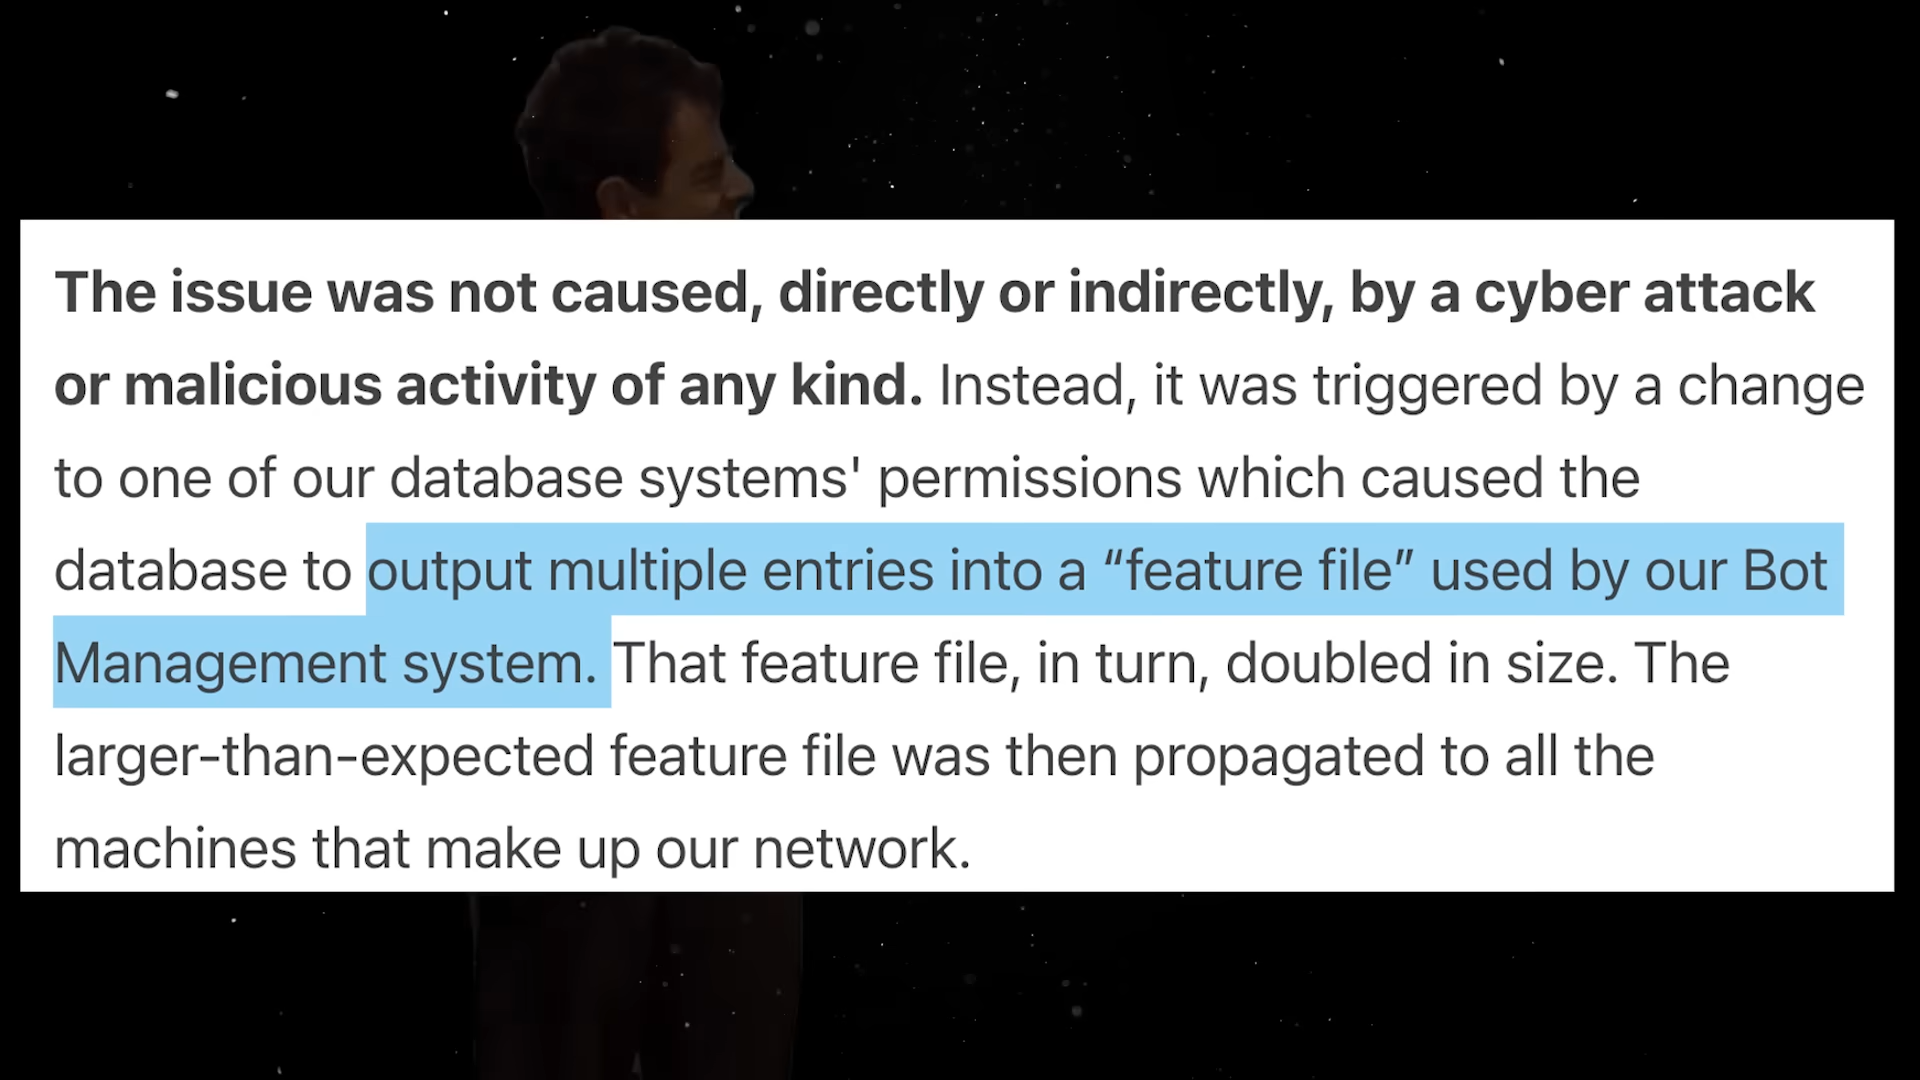 The issue was not caused, directly or indirectly, by a cyber attack
or malicious activity of any kind. Instead, it was triggered by a change
to one of our database systems' permissions which caused the
database to output multiple entries into a “feature file” used by our Bot
Management system. That feature file, in turn, doubled in size. The
larger-than-expected feature file was then propagated to all the
machines that make up our network.